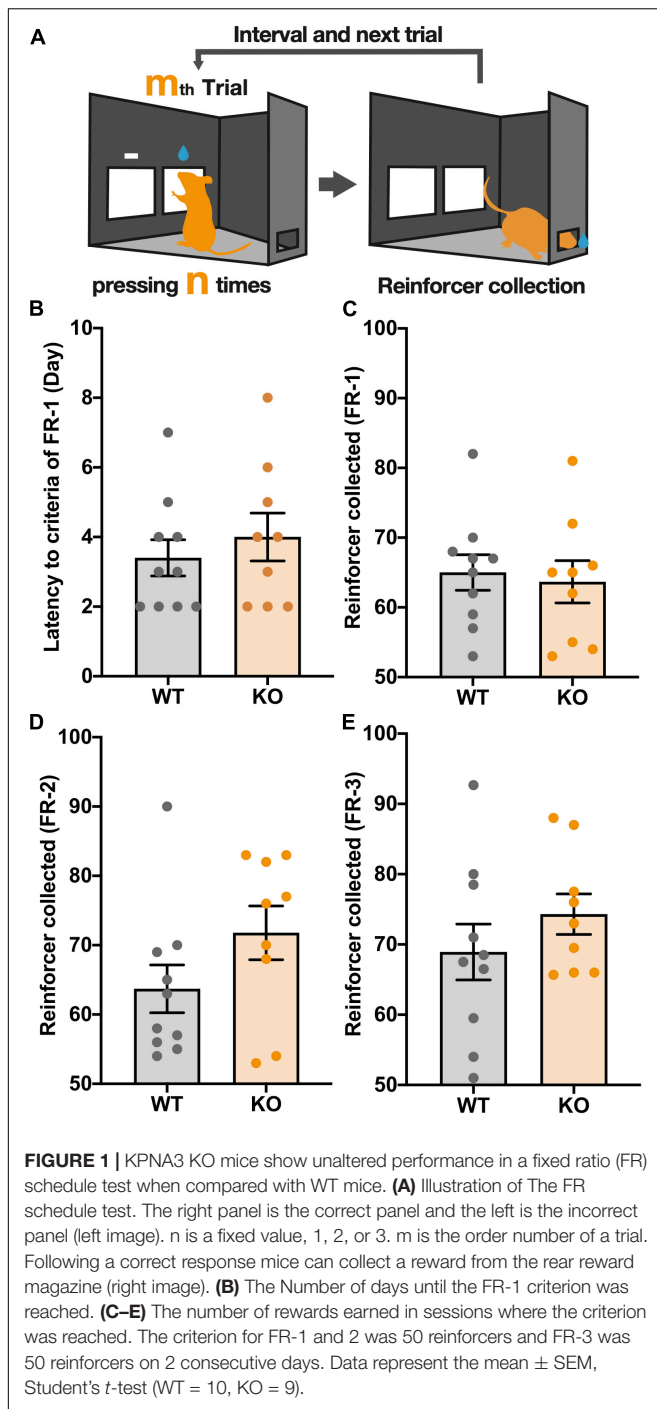 A
Interval and next trial
mth Trial
pressing n times
Reinforcer collection
B
Latency to criteria of FR-1 (Day)
10
8
6
4
2
0
WT
KO
C
Reinforcer collected (FR-1)
100
90
80
70
60
50
WT
KO
D
Reinforcer collected (FR-2)
100
90
80
70
60
50
WT
KO
E
Reinforcer collected (FR-3)
100
90
80
70
60
50
WT
KO
FIGURE 1 | KPNA3 KO mice show unaltered performance in a fixed ratio (FR)
schedule test when compared with WT mice. (A) Illustration of The FR
schedule test. The right panel is the correct panel and the left is the incorrect
panel (left image). n is a fixed value, 1, 2, or 3. m is the order number of a trial.
Following a correct response mice can collect a reward from the rear reward
magazine (right image). (B) The Number of days until the FR-1 criterion was
reached. (C–E) The number of rewards earned in sessions where the criterion
was reached. The criterion for FR-1 and 2 was 50 reinforcers and FR-3 was
50 reinforcers on 2 consecutive days. Data represent the mean ± SEM,
Student's t-test (WT = 10, KO = 9).